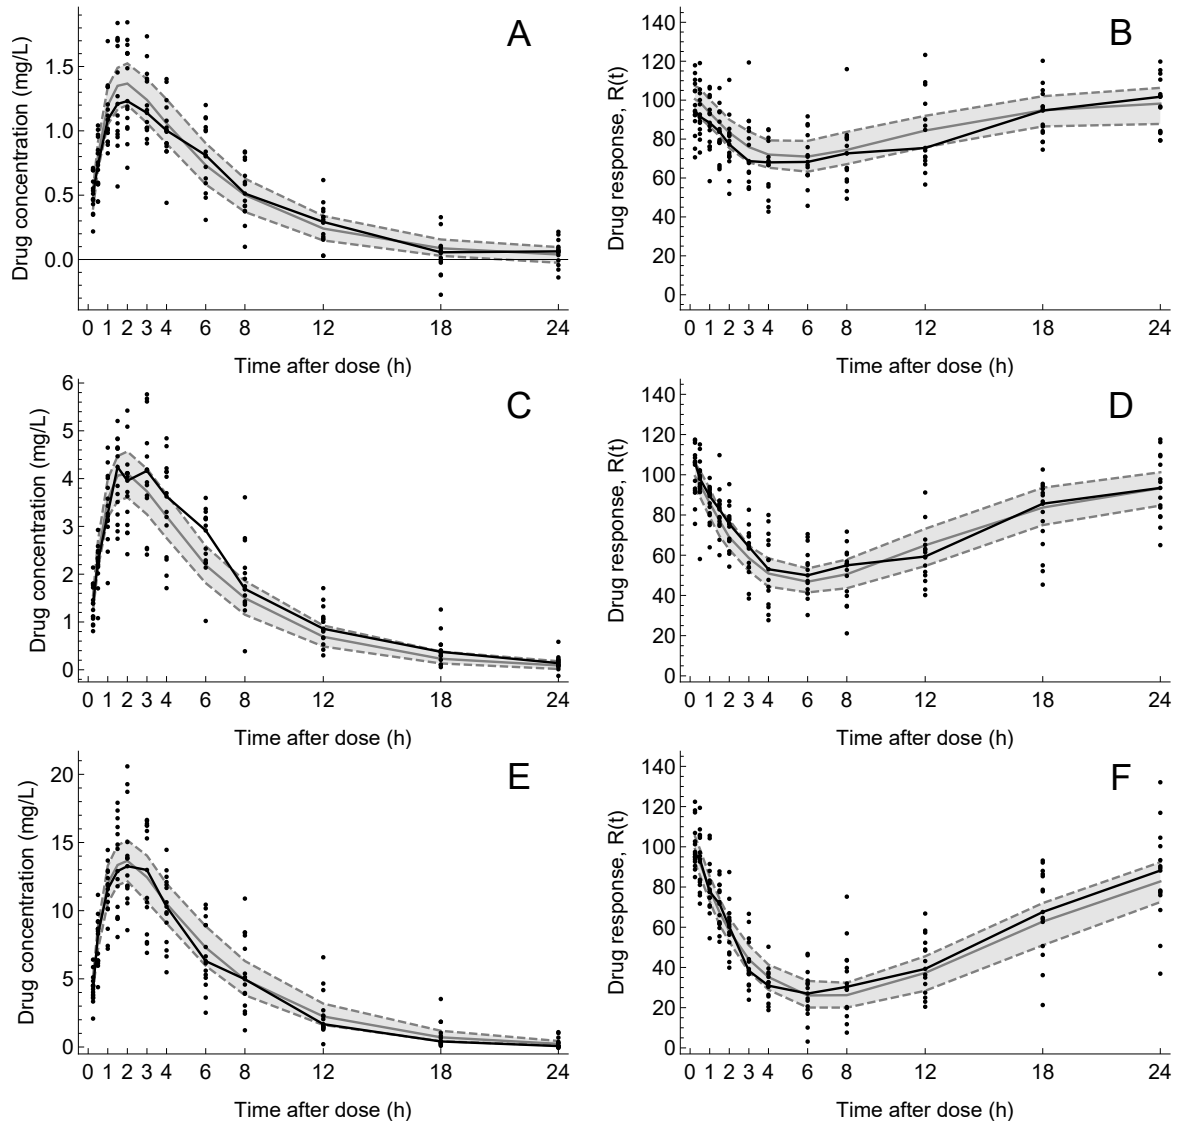 A
Drug concentration (mg/L)
1.5
1.0
0.5
0.0
0 1 2 3 4 6 8 12 18 24
Time after dose (h)
B
Drug response, R(t)
140
120
100
80
60
40
20
0
0 1 2 3 4 6 8 12 18 24
Time after dose (h)
C
Drug concentration (mg/L)
6
5
4
3
2
1
0
0 1 2 3 4 6 8 12 18 24
Time after dose (h)
D
Drug response, R(t)
140
120
100
80
60
40
20
0
0 1 2 3 4 6 8 12 18 24
Time after dose (h)
E
Drug concentration (mg/L)
20
15
10
5
0
0 1 2 3 4 6 8 12 18 24
Time after dose (h)
F
Drug response, R(t)
140
120
100
80
60
40
20
0
0 1 2 3 4 6 8 12 18 24
Time after dose (h)